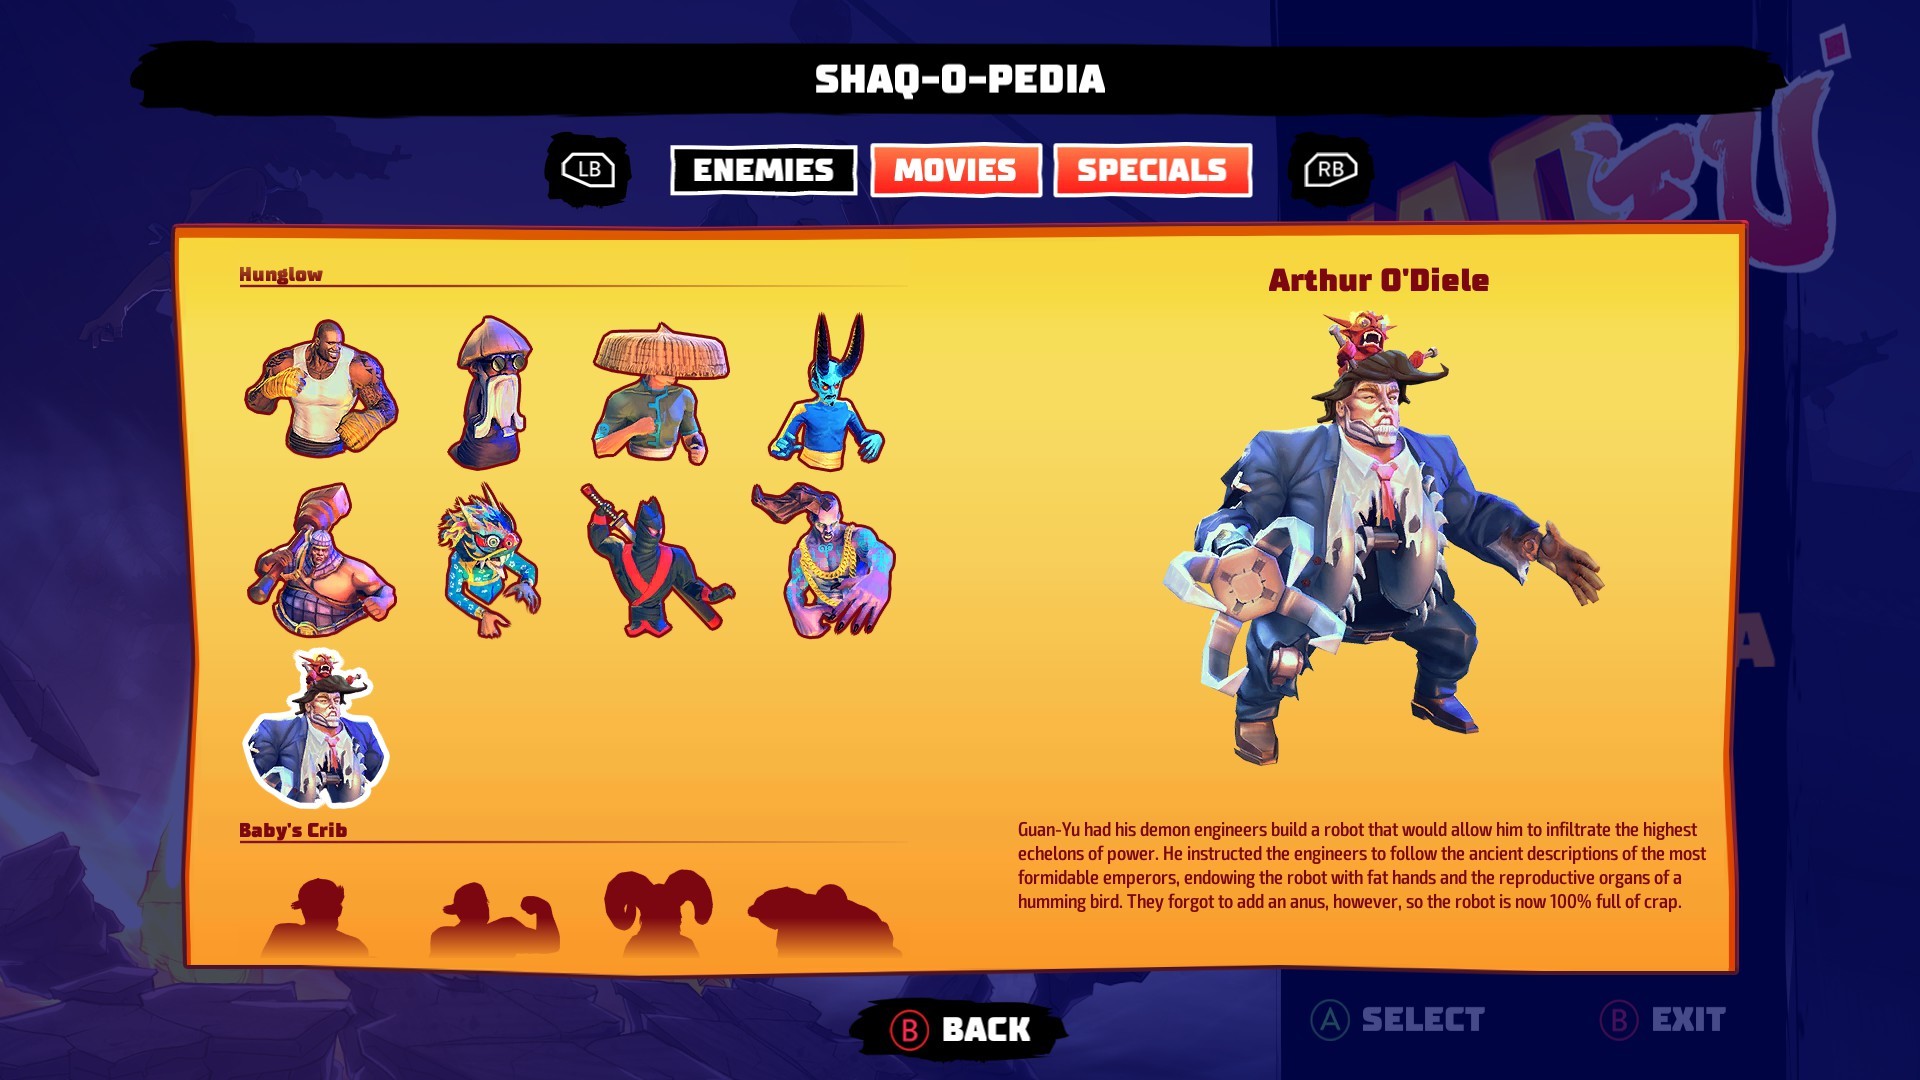 SHAQ-O-PEDIA
LB ENEMIES MOVIES SPECIALS RB
Hunglow
Arthur O'Diele
Baby's Crib
Guan-Yu had his demon engineers build a robot that would allow him to infiltrate the highest
echelons of power. He instructed the engineers to follow the ancient descriptions of the most
formidable emperors, endowing the robot with fat hands and the reproductive organs of a
humming bird. They forgot to add an anus, however, so the robot is now 100% full of crap.
B BACK
A SELECT B EXIT